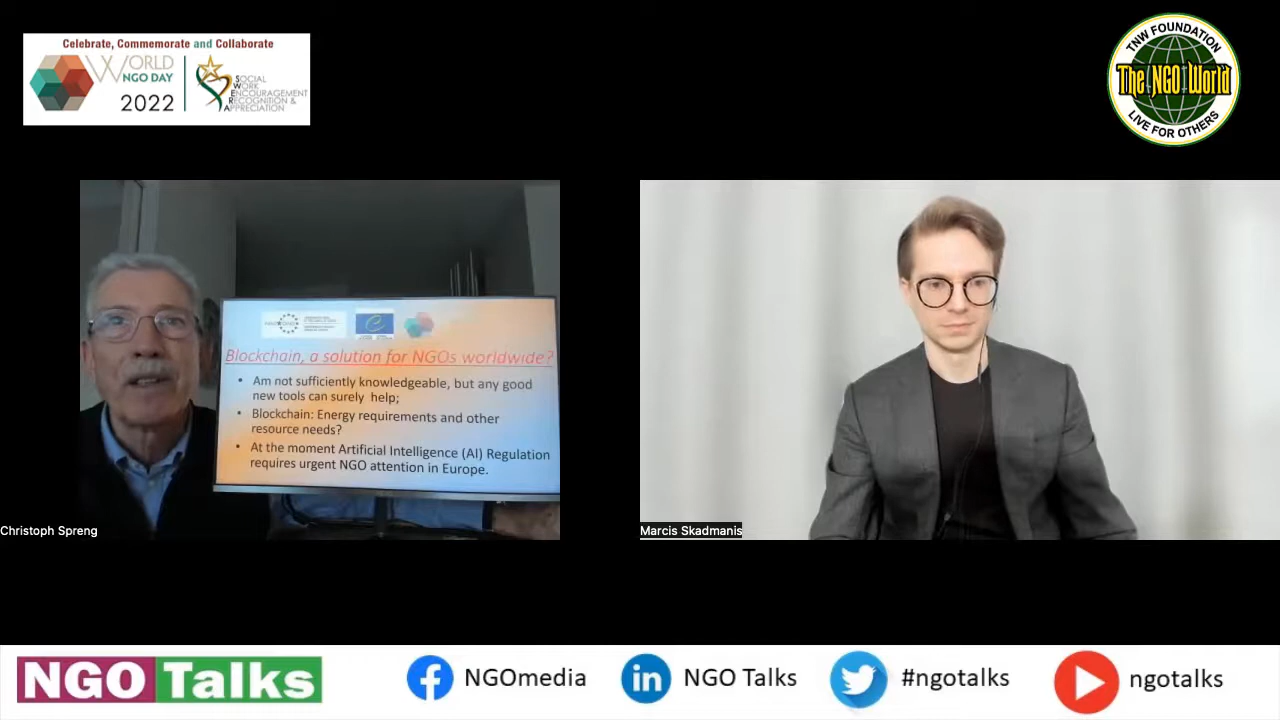 Celebrate, Commemorate and Collaborate
WORLD
NGO DAY
2022
SOCIAL
WORK
ENCOURAGEMENT
RECOGNITION &
APPRECIATION
TNW FOUNDATION
The NGO World
LIVE FOR OTHERS
Blockchain, a solution for NGOs worldwide?
• Am not sufficiently knowledgeable, but any good
new tools can surely help;
• Blockchain: Energy requirements and other
resource needs?
• At the moment Artificial Intelligence (AI) Regulation
requires urgent NGO attention in Europe.
Christoph Spreng
Marcis Skadmanis
NGO Talks
NGOmedia
in
NGO Talks
#ngotalks
ngotalks